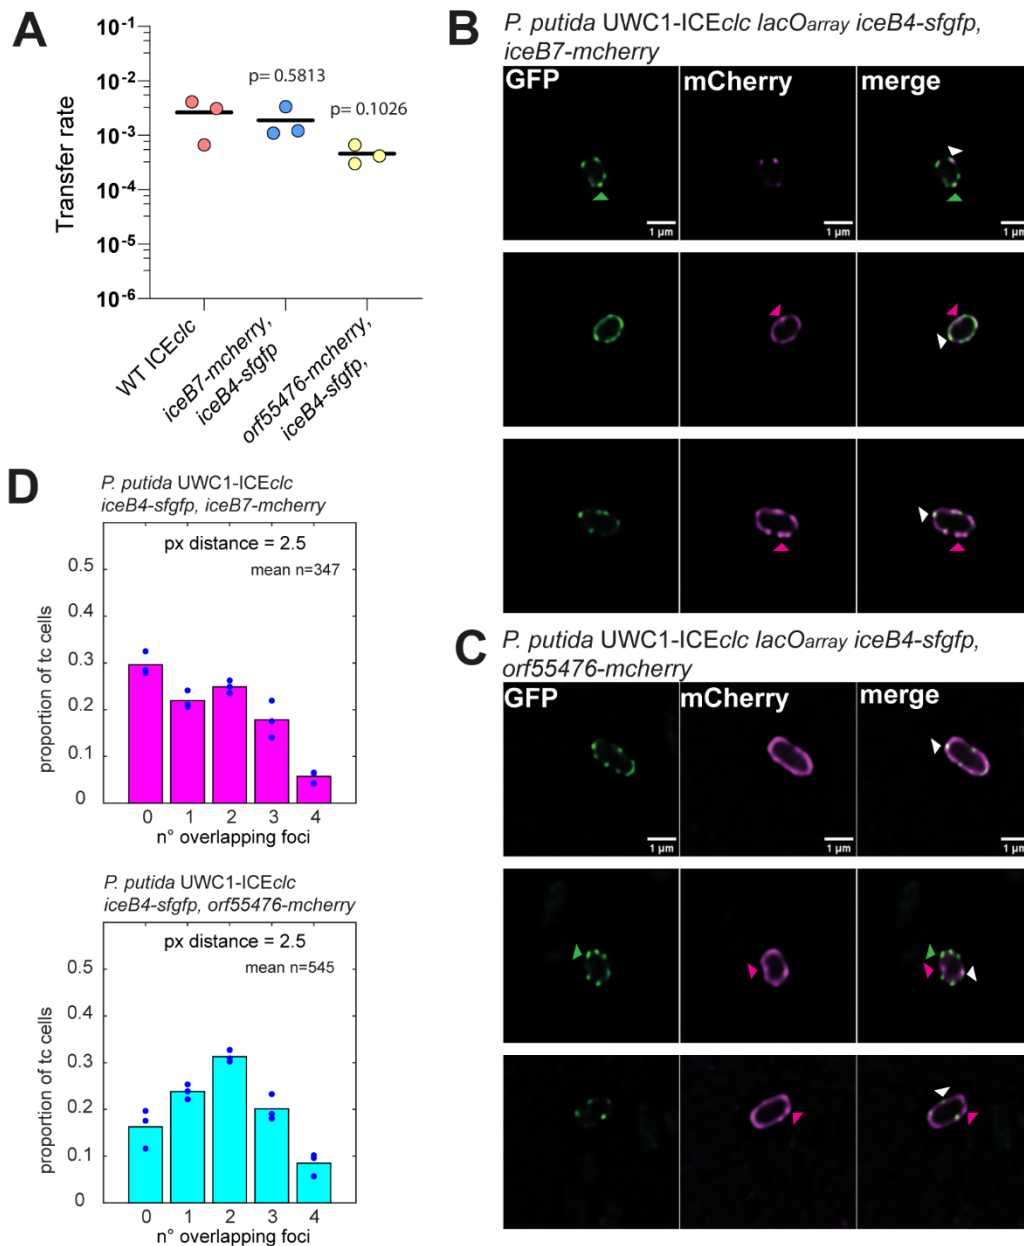 A
10-1
10-2
10-3
10-4
10-5
10-6
Transfer rate
p= 0.5813
p= 0.1026
WT ICEclc
iceB7-mcherry,
iceB4-sfgfp
orf55476-mcherry,
iceB4-sfgfp,
B
P. putida UWC1-ICEclc lacOarray iceB4-sfgfp,
iceB7-mcherry
GFP mCherry merge
1 µm 1 µm 1 µm
C
P. putida UWC1-ICEclc lacOarray iceB4-sfgfp,
orf55476-mcherry
GFP mCherry merge
1 µm 1 µm 1 µm
D
P. putida UWC1-ICEclc
iceB4-sfgfp, iceB7-mcherry
px distance = 2.5
mean n=347
0.5
0.4
0.3
0.2
0.1
0
proportion of tc cells
0 1 2 3 4
n° overlapping foci
P. putida UWC1-ICEclc
iceB4-sfgfp, orf55476-mcherry
px distance = 2.5
mean n=545
0.5
0.4
0.3
0.2
0.1
0
proportion of tc cells
0 1 2 3 4
n° overlapping foci